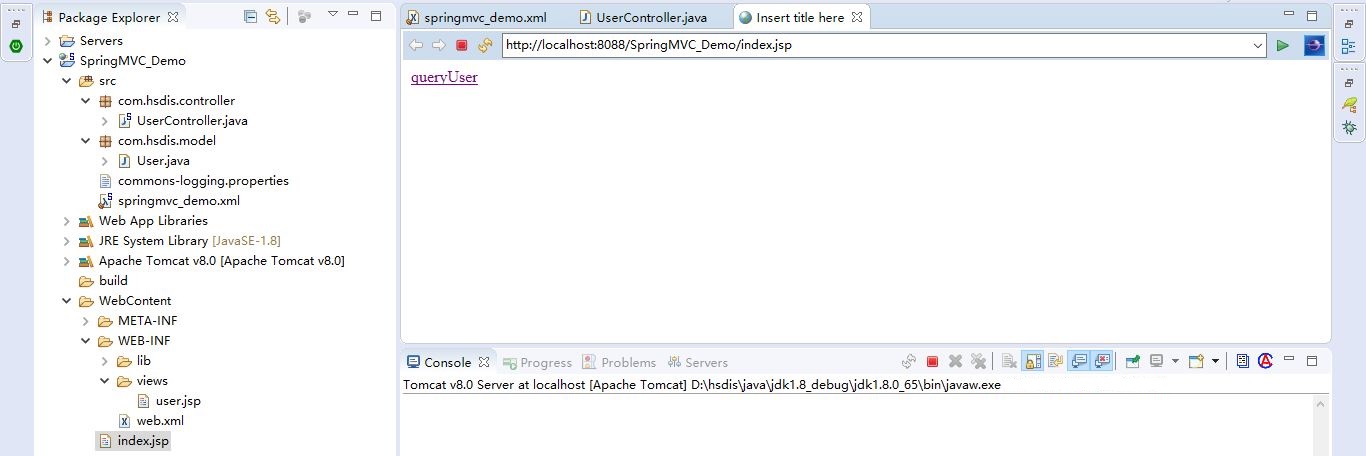 Package Explorer
Servers
SpringMVC_Demo
src
com.hsdis.controller
UserController.java
com.hsdis.model
User.java
commons-logging.properties
springmvc_demo.xml
Web App Libraries
JRE System Library [JavaSE-1.8]
Apache Tomcat v8.0 [Apache Tomcat v8.0]
build
WebContent
META-INF
WEB-INF
lib
views
user.jsp
web.xml
index.jsp
springmvc_demo.xml UserController.java Insert title here
http://localhost:8088/SpringMVC_Demo/index.jsp
queryUser
Console Progress Problems Servers
Tomcat v8.0 Server at localhost [Apache Tomcat] D:\hsdis\java\jdk1.8_debug\jdk1.8.0_65\bin\javaw.exe